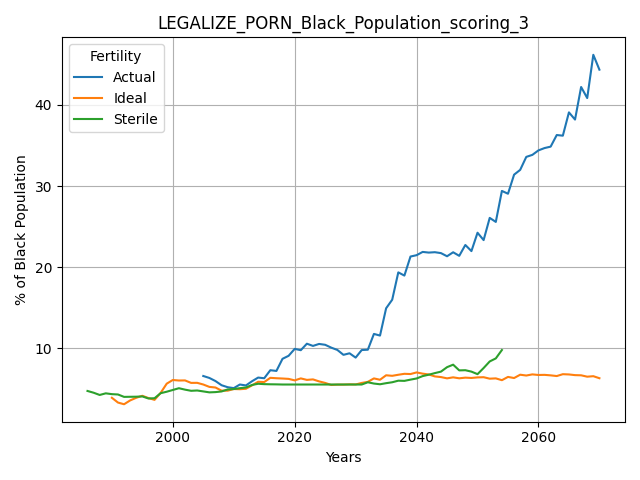 LEGALIZE_PORN_Black_Population_scoring_3
Fertility
Actual
Ideal
Sterile
% of Black Population
40
30
20
10
2000
2020
2040
2060
Years